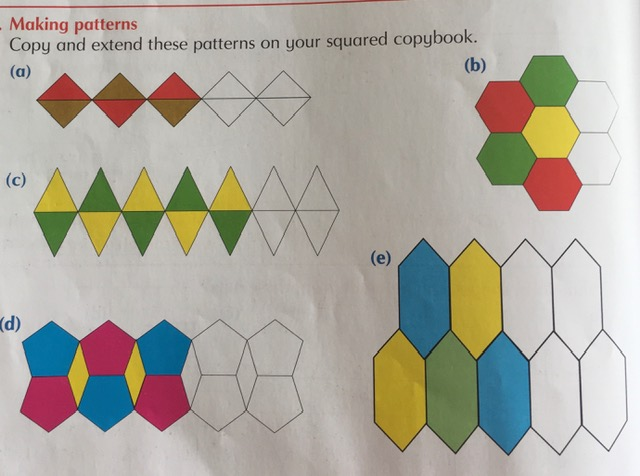 Making patterns
Copy and extend these patterns on your squared copybook.
(a)
(b)
(c)
(e)
(d)